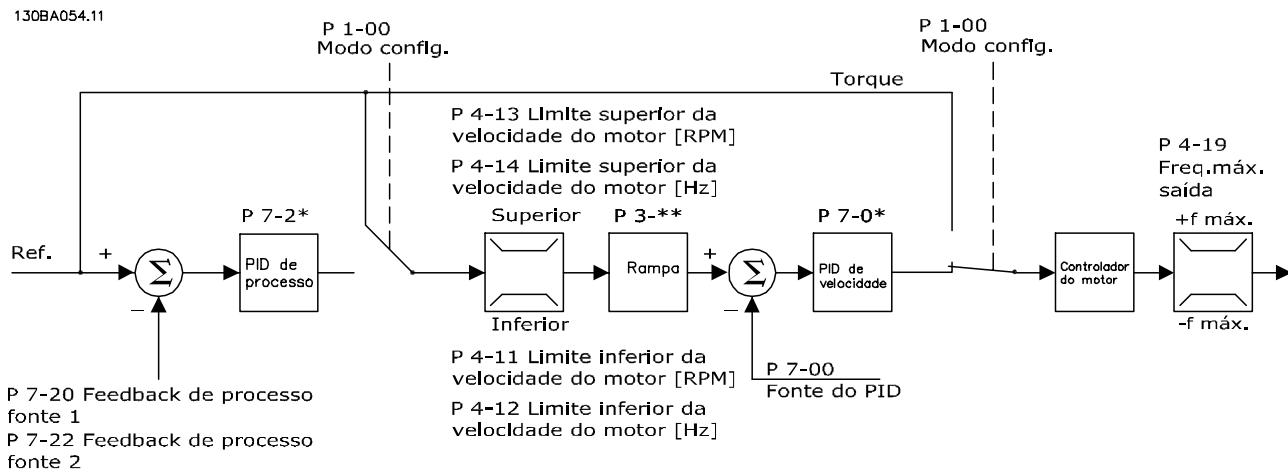 130BA054.11
P 1-00
Modo config.
P 1-00
Modo config.
Torque
P 4-13 Limite superior da
velocidade do motor [RPM]
P 4-14 Limite superior da
velocidade do motor [Hz]
P 4-19
Freq.máx.
saída
P 7-2*
Superior
P 3-**
P 7-0*
+f máx.
Ref.
+
Σ
PID de
processo
Rampa
+
Σ
PID de
velocidade
Controlador
do motor
–
Inferior
–
-f máx.
P 4-11 Limite inferior da
velocidade do motor [RPM]
P 4-12 Limite inferior da
velocidade do motor [Hz]
P 7-00
Fonte do PID
P 7-20 Feedback de processo
fonte 1
P 7-22 Feedback de processo
fonte 2